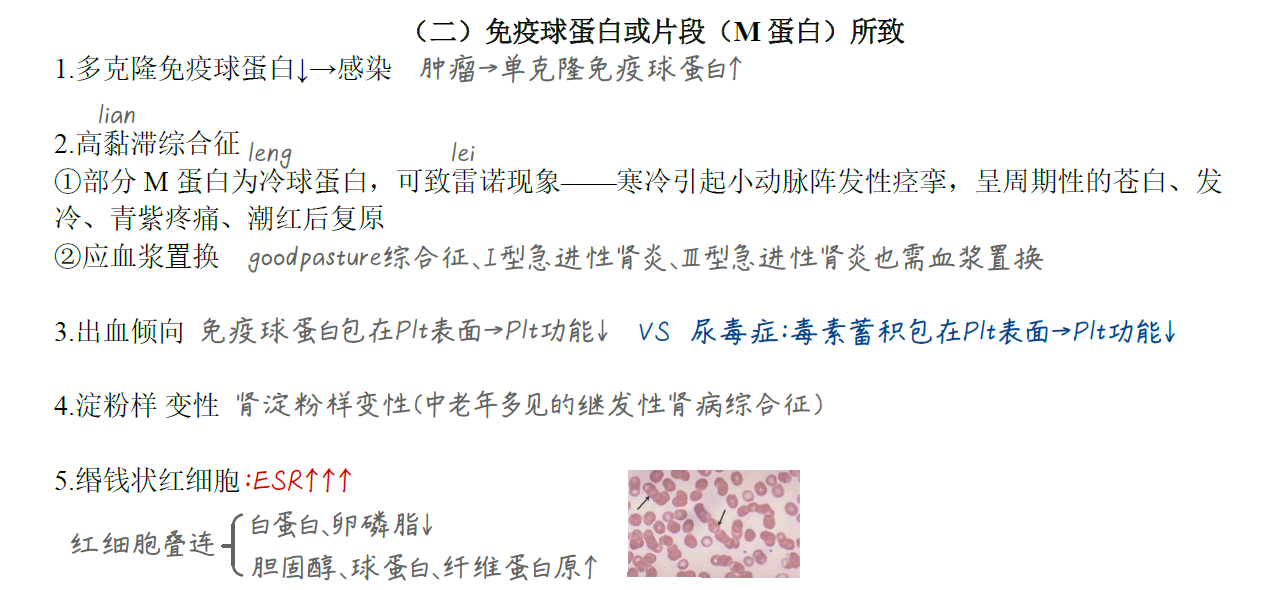 （二）免疫球蛋白或片段（M 蛋白）所致
1.多克隆免疫球蛋白↓→感染 肿瘤→单克隆免疫球蛋白↑
lian
2.高黏滞综合征
leng lei
①部分 M 蛋白为冷球蛋白，可致雷诺现象——寒冷引起小动脉阵发性痉挛，呈周期性的苍白、发
冷、青紫疼痛、潮红后复原
②应血浆置换 goodpasture综合征、I型急进性肾炎、Ⅲ型急进性肾炎也需血浆置换
3.出血倾向 免疫球蛋白包在Plt表面→Plt功能↓ VS 尿毒症：毒素蓄积包在Plt表面→Plt功能↓
4.淀粉样 变性 肾淀粉样变性（中老年多见的继发性肾病综合征）
5.缗钱状红细胞：ESR↑↑↑
白蛋白、卵磷脂↓
红细胞叠连
胆固醇、球蛋白、纤维蛋白原↑